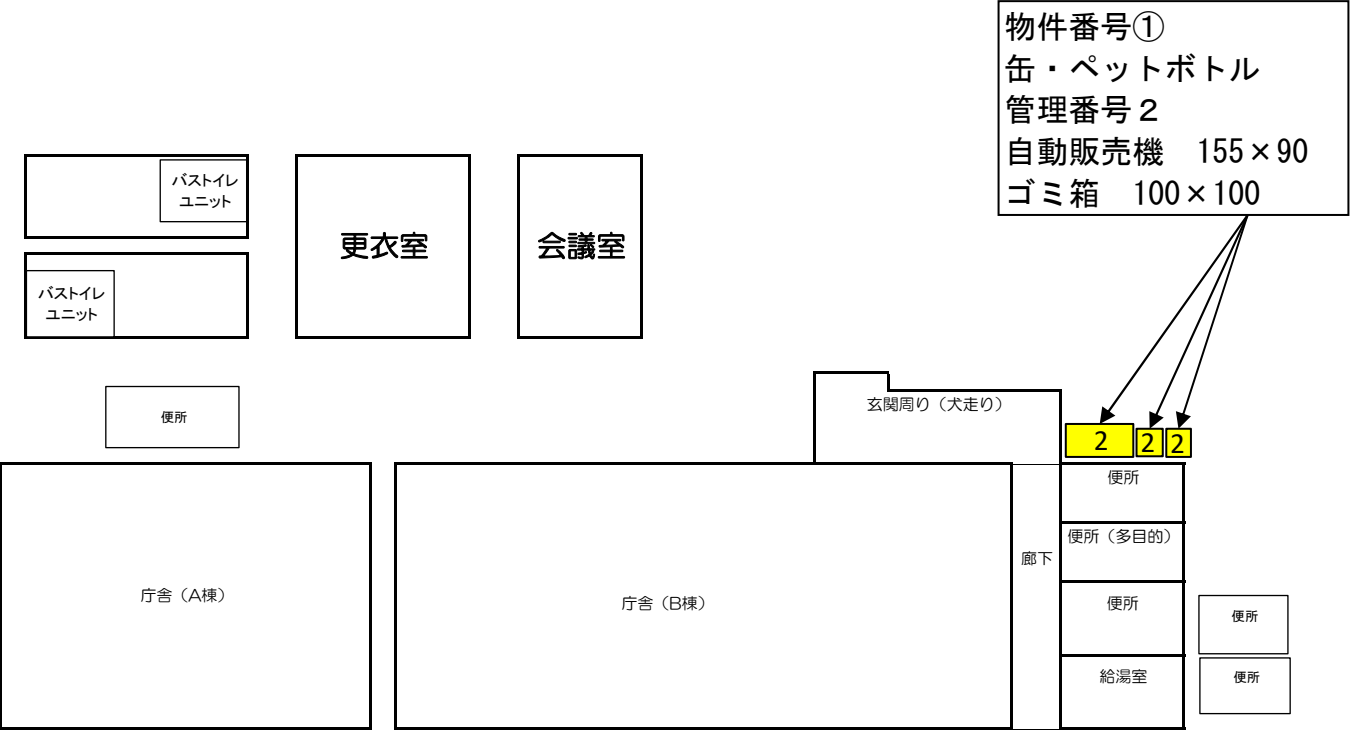 物件番号①
缶・ペットボトル
管理番号２
自動販売機　155×90
ゴミ箱　100×100
バストイレ
ユニット
更衣室
会議室
バストイレ
ユニット
便所
玄関周り（犬走り）
2
2
2
便所
便所（多目的）
廊下
庁舎（A棟）
庁舎（B棟）
便所
便所
給湯室
便所